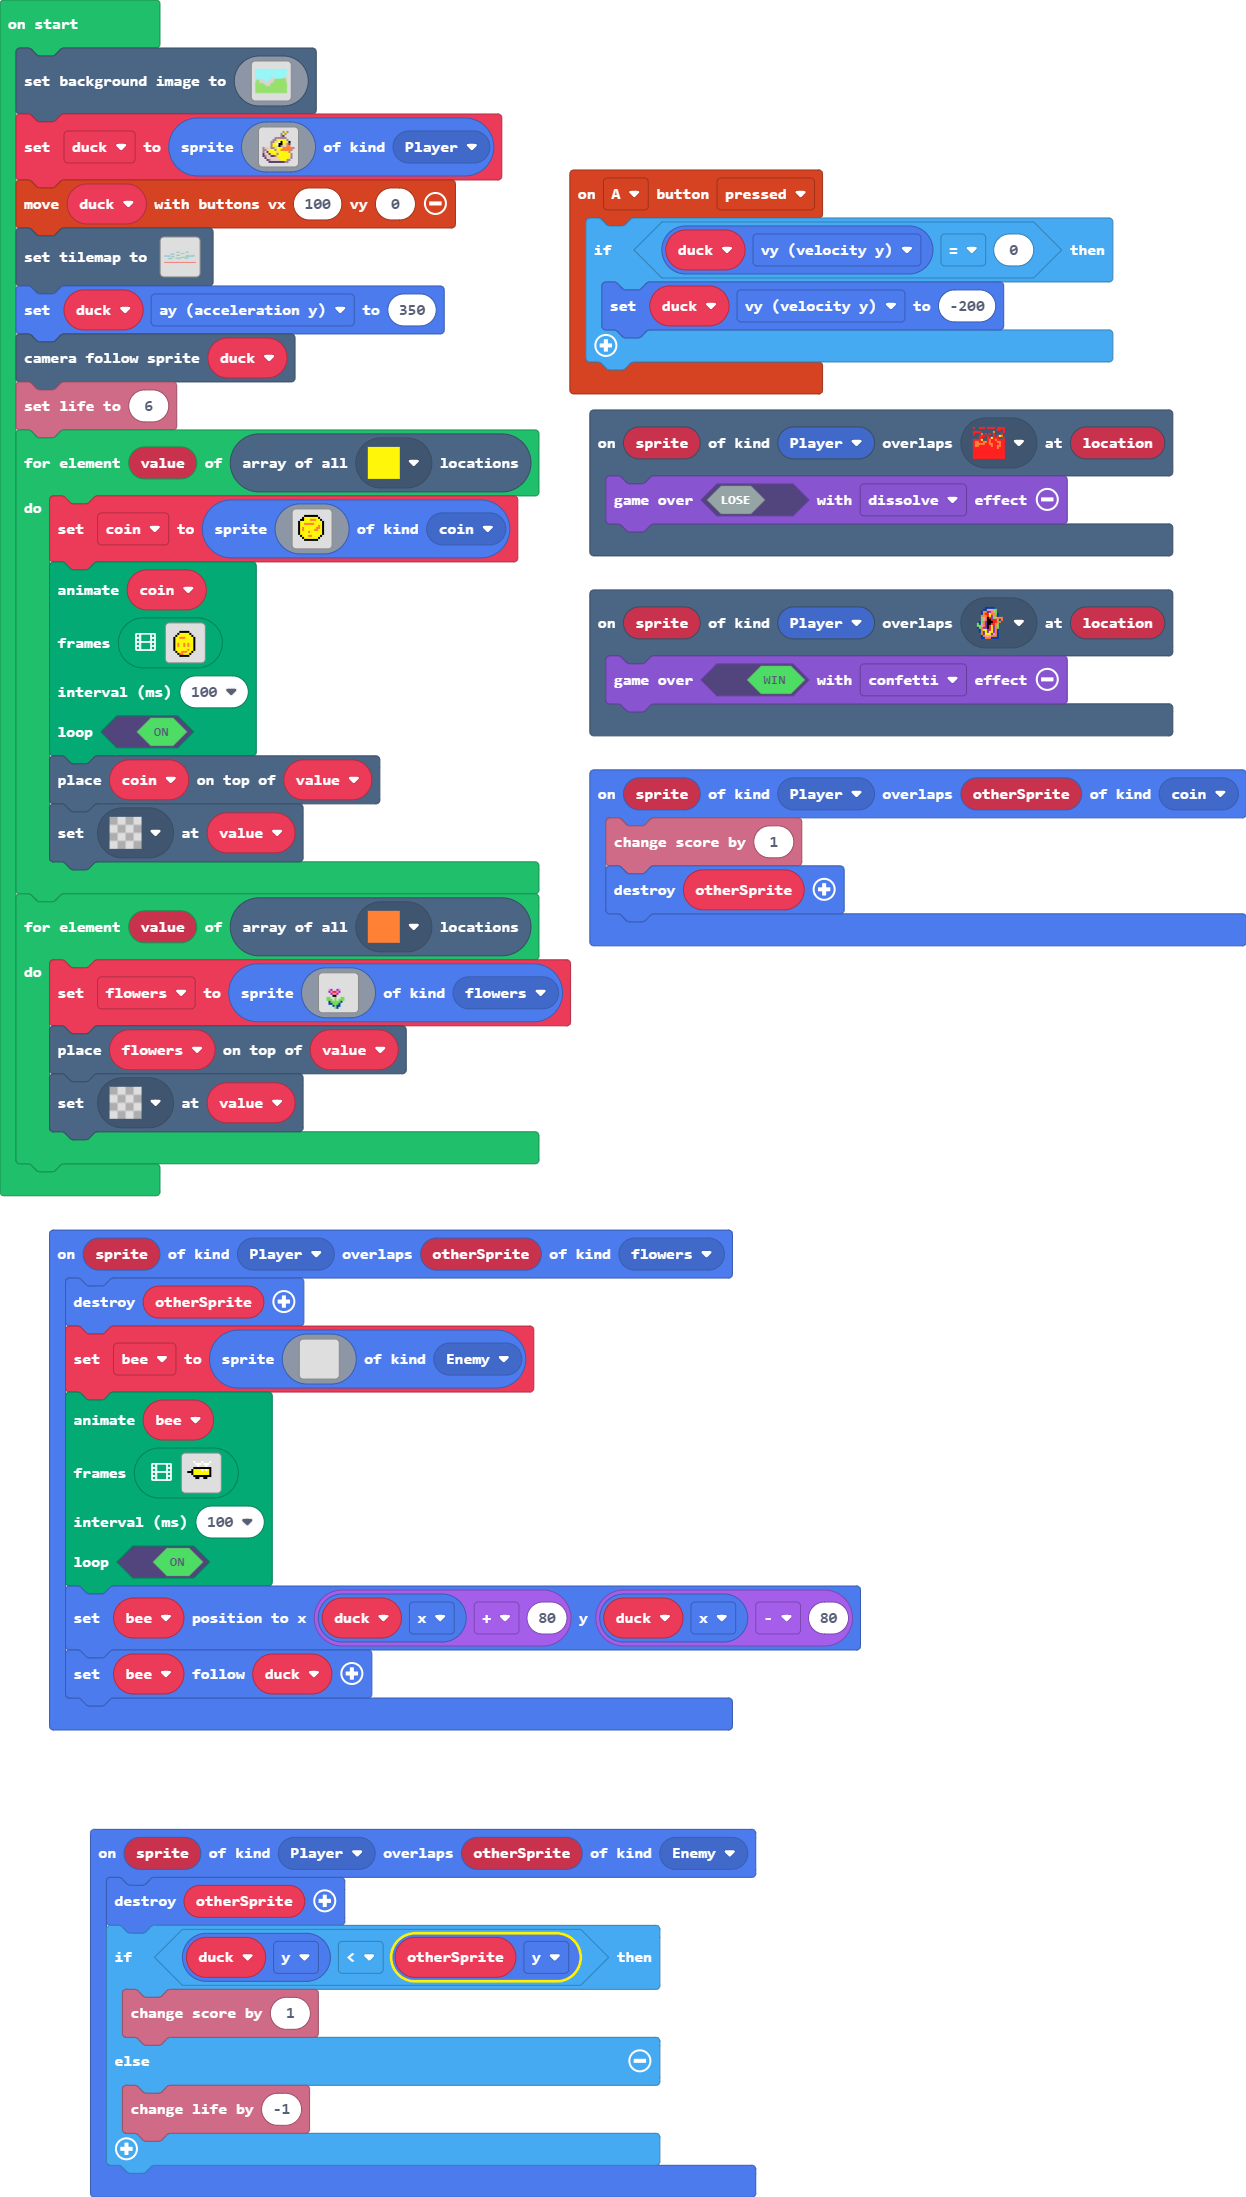 on start
set background image to
set duck to sprite of kind Player
move duck with buttons vx 100 vy 0
set tilemap to
set duck ay (acceleration y) to 350
camera follow sprite duck
set life to 6
for element value of array of all locations
do
set coin to sprite of kind coin
animate coin
frames
interval (ms) 100
loop ON
place coin on top of value
set at value
for element value of array of all locations
do
set flowers to sprite of kind flowers
place flowers on top of value
set at value
on A button pressed
if duck vy (velocity y) = 0 then
set duck vy (velocity y) to -200
on sprite of kind Player overlaps at location
game over LOSE with dissolve effect
on sprite of kind Player overlaps at location
game over WIN with confetti effect
on sprite of kind Player overlaps otherSprite of kind coin
change score by 1
destroy otherSprite
on sprite of kind Player overlaps otherSprite of kind flowers
destroy otherSprite
set bee to sprite of kind Enemy
animate bee
frames
interval (ms) 100
loop ON
set bee position to x duck x + 80 y duck x - 80
set bee follow duck
on sprite of kind Player overlaps otherSprite of kind Enemy
destroy otherSprite
if duck y < otherSprite y then
change score by 1
else
change life by -1